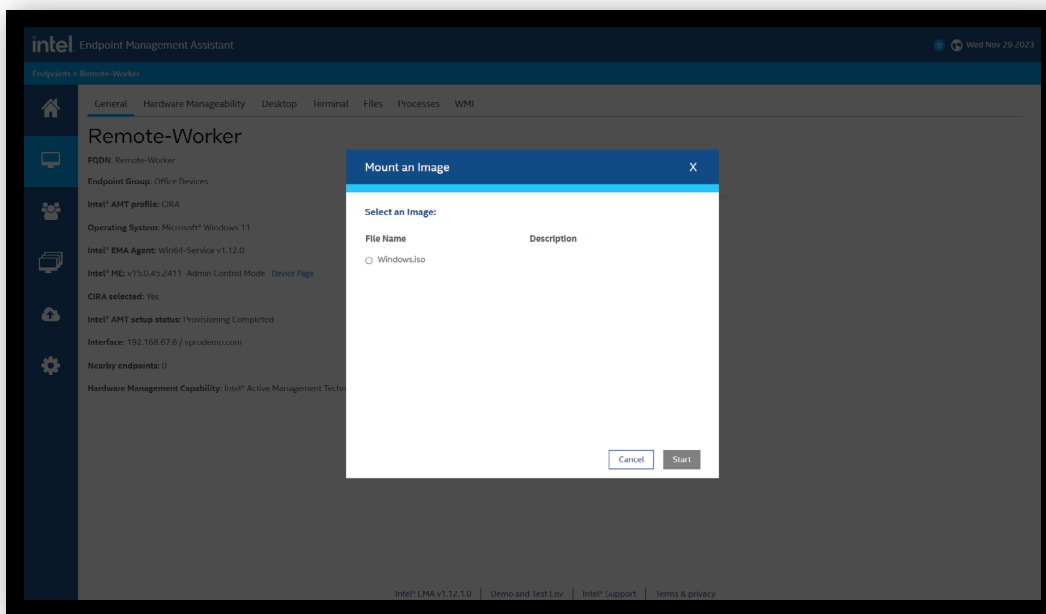 intel. Endpoint Management Assistant
Wed Nov 29 2023
Endpoints > Remote-Worker
General Hardware Manageability Desktop Terminal Files Processes WMI
Remote-Worker
FQDN: Remote-Worker
Endpoint Group: Office Devices
Intel® AMT profile: CIRA
Operating System: Microsoft® Windows 11
Intel® EMA Agent: Win64-Service v1.12.0
Intel® ME: v15.0.45.2411 Admin Control Mode Device Page
CIRA selected: Yes
Intel® AMT setup status: Provisioning Completed
Interface: 192.168.67.6 / vprodemo.com
Nearby endpoints: 0
Hardware Management Capability: Intel® Active Management Techn
Mount an Image X
Select an Image:
File Name Description
Windows.iso
Cancel Start
Intel® EMA v1.12.1.0 | Demo and Test Env | Intel® Support | Terms & privacy